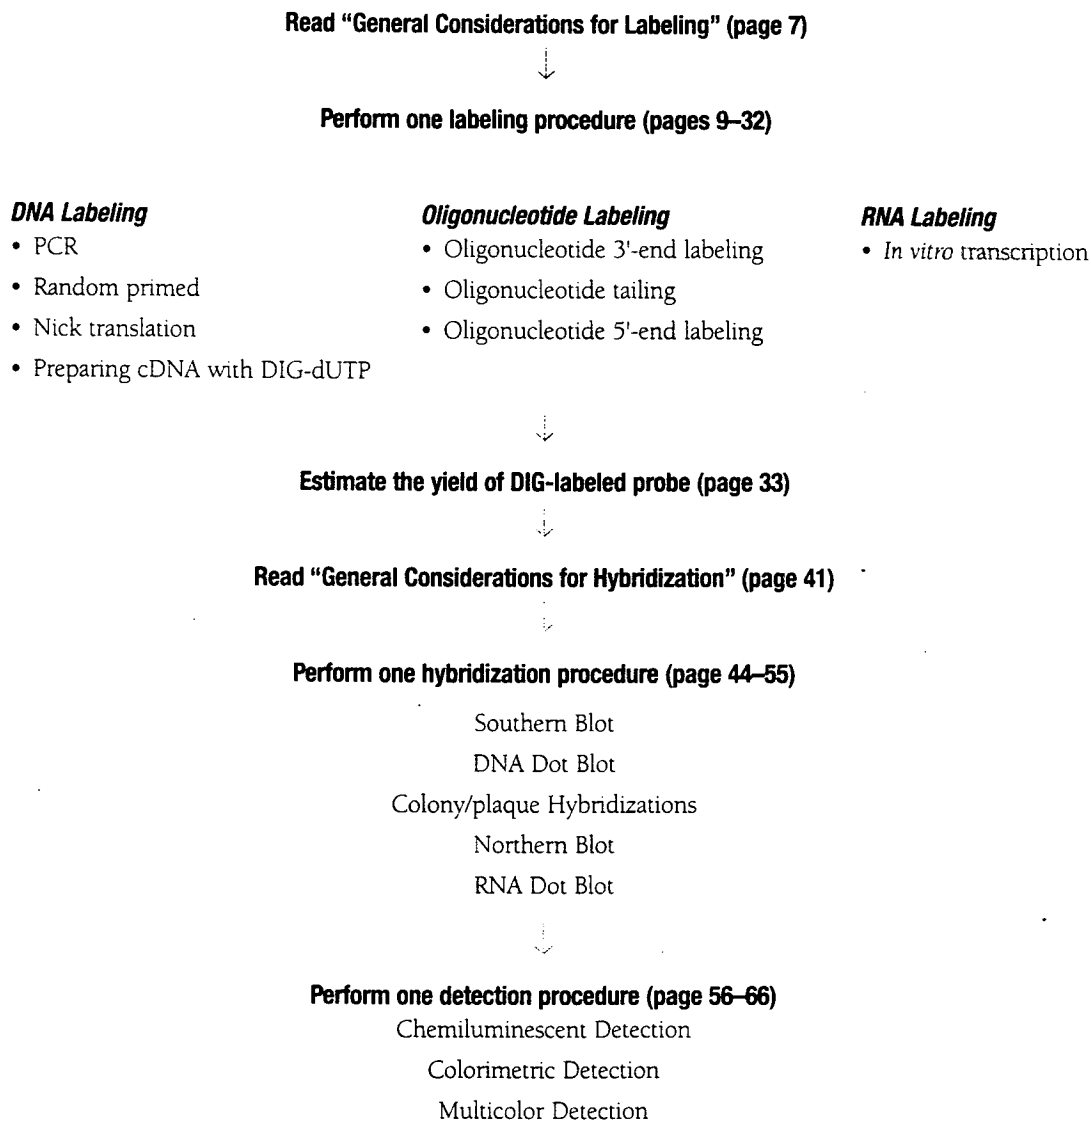 Read “General Considerations for Labeling” (page 7)
Perform one labeling procedure (pages 9–32)
DNA Labeling
• PCR
• Random primed
• Nick translation
• Preparing cDNA with DIG-dUTP
Oligonucleotide Labeling
• Oligonucleotide 3'-end labeling
• Oligonucleotide tailing
• Oligonucleotide 5'-end labeling
RNA Labeling
• In vitro transcription
Estimate the yield of DIG-labeled probe (page 33)
Read “General Considerations for Hybridization” (page 41)
Perform one hybridization procedure (page 44–55)
Southern Blot
DNA Dot Blot
Colony/plaque Hybridizations
Northern Blot
RNA Dot Blot
Perform one detection procedure (page 56–66)
Chemiluminescent Detection
Colorimetric Detection
Multicolor Detection